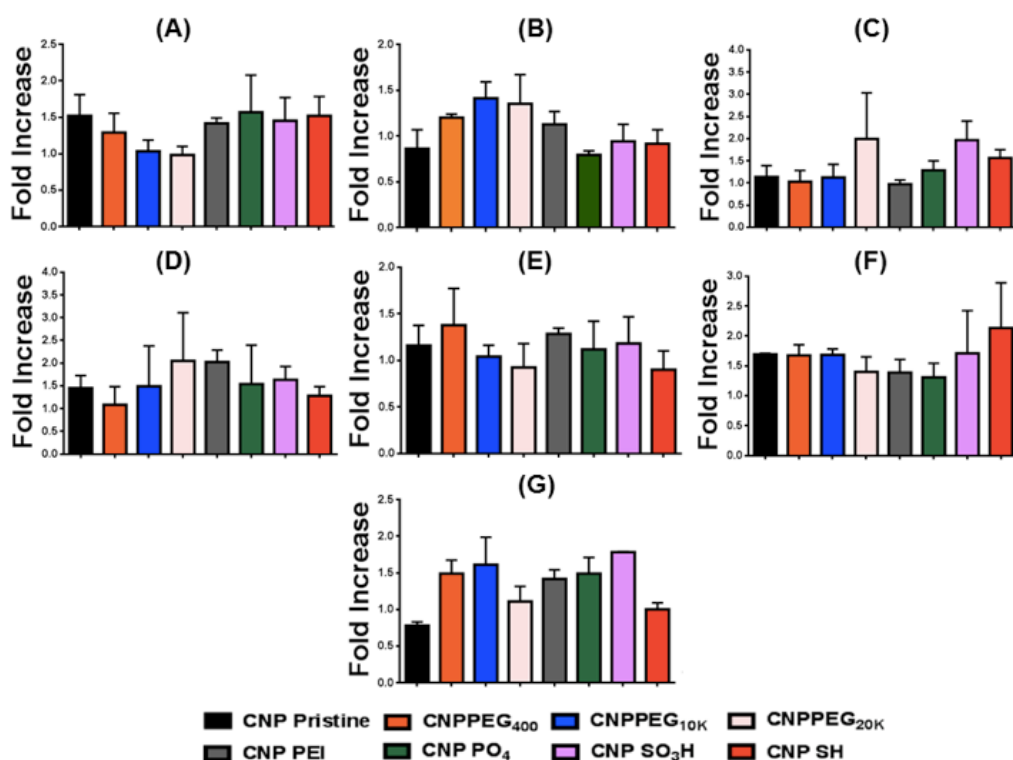 (A) (B) (C)
Fold Increase Fold Increase Fold Increase
2.5 2.0 4.0
2.0 1.5 3.5
1.5 1.0 3.0
1.0 0.5 2.5
0.5 0.0 2.0
0.0 1.5
1.0
0.5
0.0
(D) (E) (F)
Fold Increase Fold Increase Fold Increase
4.0 2.0 3.0
3.5 1.5 2.5
3.0 1.0 2.0
2.5 0.5 1.5
2.0 0.0 1.0
1.5 0.5
1.0 0.0
0.5
0.0
(G)
Fold Increase
2.5
2.0
1.5
1.0
0.5
0.0
CNP Pristine CNPPEG400 CNPPEG10K CNPPEG20K
CNP PEI CNP PO4 CNP SO3H CNP SH